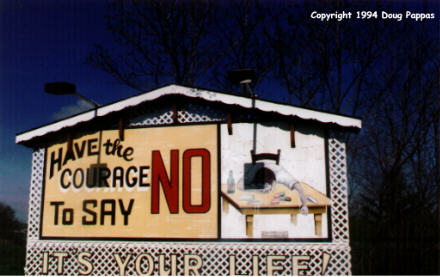 Copyright 1994 Doug Pappas
HAVE the
COURAGE NO
TO SAY
IT'S YOUR LIFE!